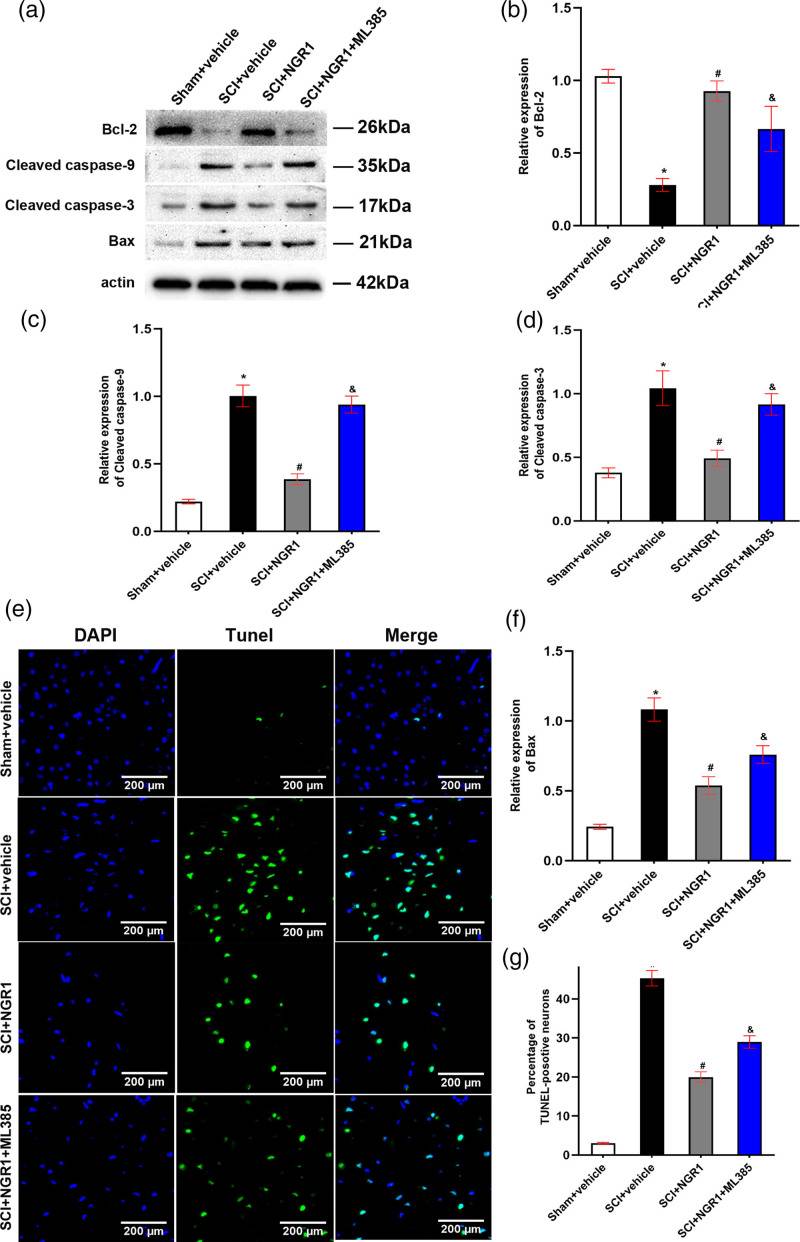 (a)
Sham+vehicle
SCI+vehicle
SCI+NGR1
SCI+NGR1+ML385
Bcl-2
26kDa
Cleaved caspase-9
35kDa
Cleaved caspase-3
17kDa
Bax
21kDa
actin
42kDa
(b)
Relative expression
of Bcl-2
1.5
1.0
0.5
0.0
*
#
&
Sham+vehicle
SCI+vehicle
SCI+NGR1
SCI+NGR1+ML385
(c)
Relative expression
of Cleaved caspase-9
1.5
1.0
0.5
0.0
*
#
&
Sham+vehicle
SCI+vehicle
SCI+NGR1
SCI+NGR1+ML385
(d)
Relative expression
of Cleaved caspase-3
1.5
1.0
0.5
0.0
*
#
&
Sham+vehicle
SCI+vehicle
SCI+NGR1
SCI+NGR1+ML385
(e)
DAPI
Tunel
Merge
Sham+vehicle
200 µm
200 µm
200 µm
SCI+vehicle
200 µm
200 µm
200 µm
SCI+NGR1
200 µm
200 µm
200 µm
SCI+NGR1+ML385
200 µm
200 µm
200 µm
(f)
Relative expression
of Bax
1.5
1.0
0.5
0.0
*
#
&
Sham+vehicle
SCI+vehicle
SCI+NGR1
SCI+NGR1+ML385
(g)
Percentage of
TUNEL-posotive neurons
40
30
20
10
0
#
&
Sham+vehicle
SCI+vehicle
SCI+NGR1
SCI+NGR1+ML385